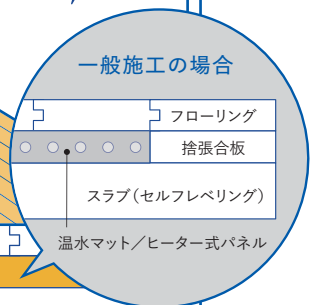 一般施工の場合
フローリング
捨張合板
スラブ（セルフレベリング）
温水マット／ヒーター式パネル